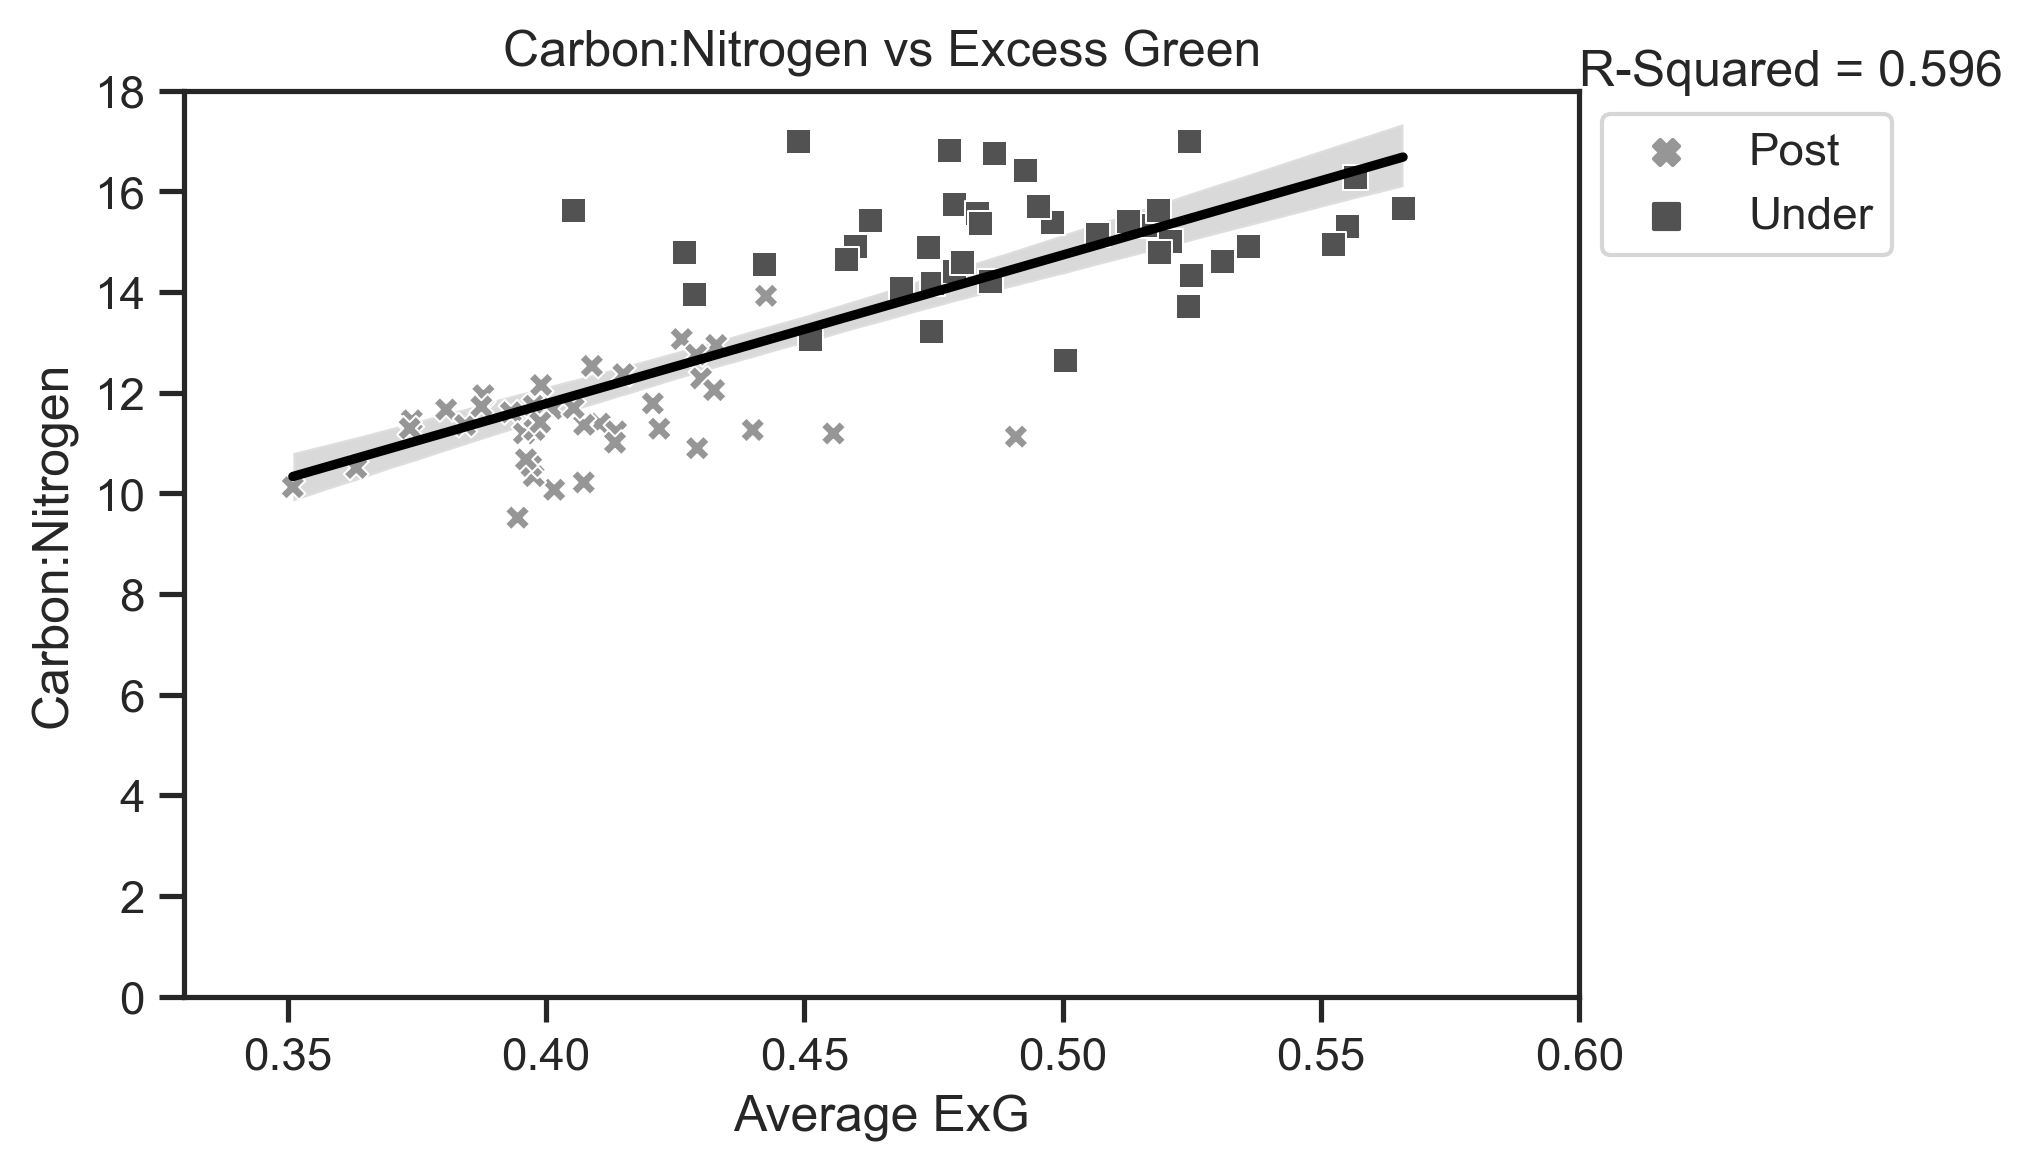 Carbon:Nitrogen vs Excess Green
R-Squared = 0.596
Post
Under
Carbon:Nitrogen
18
16
14
12
10
8
6
4
2
0
0.35 0.40 0.45 0.50 0.55 0.60
Average ExG